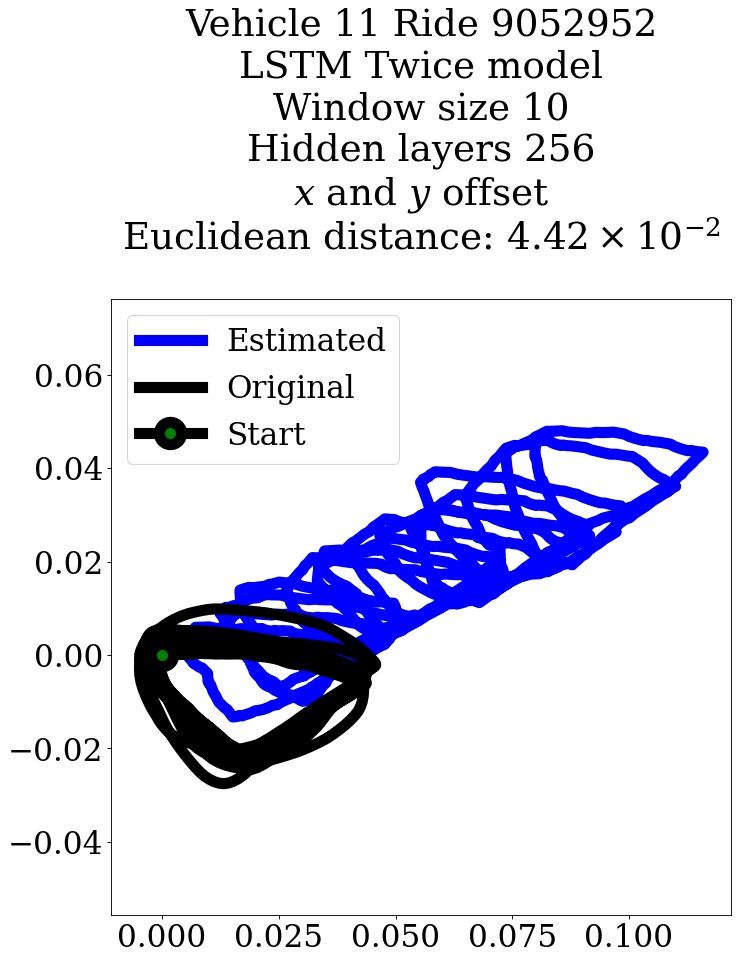 Vehicle 11 Ride 9052952
LSTM Twice model
Window size 10
Hidden layers 256
x and y offset
Euclidean distance: 4.42 × 10⁻²
Estimated
Original
Start
0.06
0.04
0.02
0.00
−0.02
−0.04
0.000 0.025 0.050 0.075 0.100